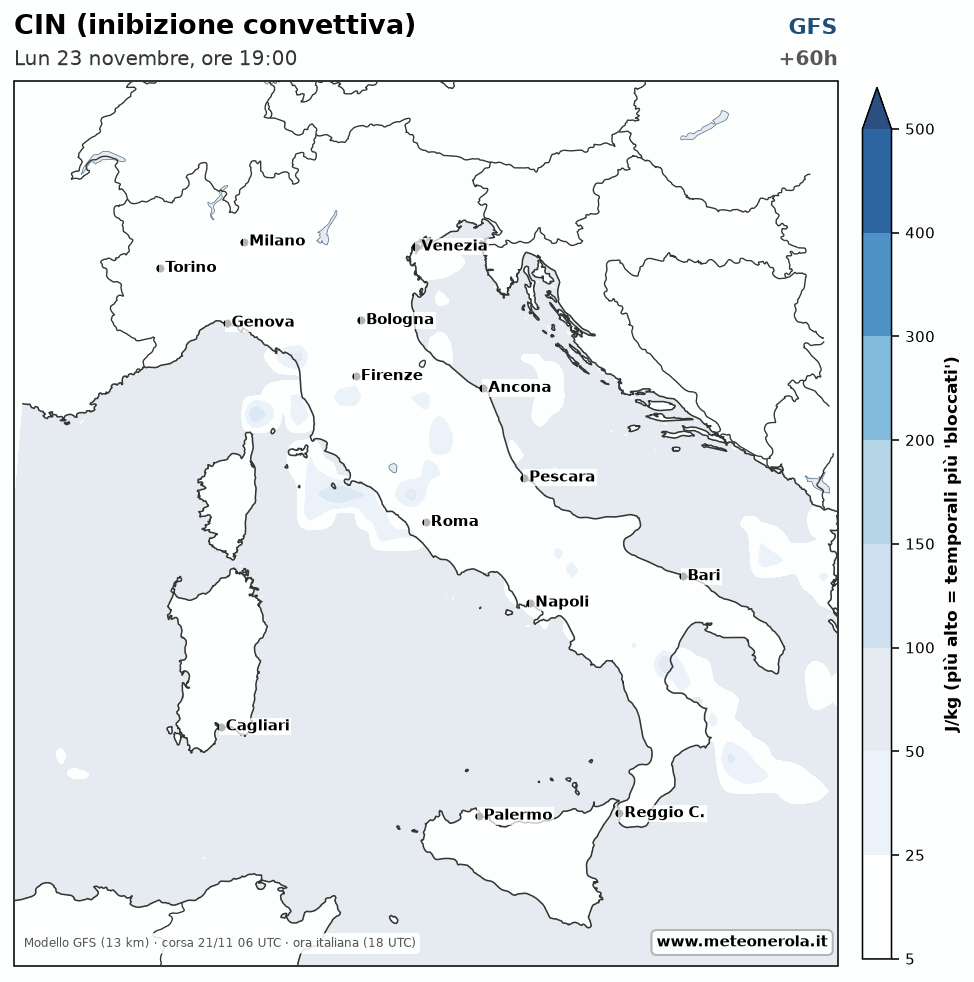 CIN (inibizione convettiva)
GFS
Lun 23 novembre, ore 19:00
+60h
Milano
Venezia
Torino
Genova
Bologna
Firenze
Ancona
Pescara
Roma
Bari
Napoli
Cagliari
Palermo
Reggio C.
500
400
300
200
150
100
50
25
5
J/kg (più alto = temporali più 'bloccati')
Modello GFS (13 km) · corsa 21/11 06 UTC · ora italiana (18 UTC)
www.meteonerola.it